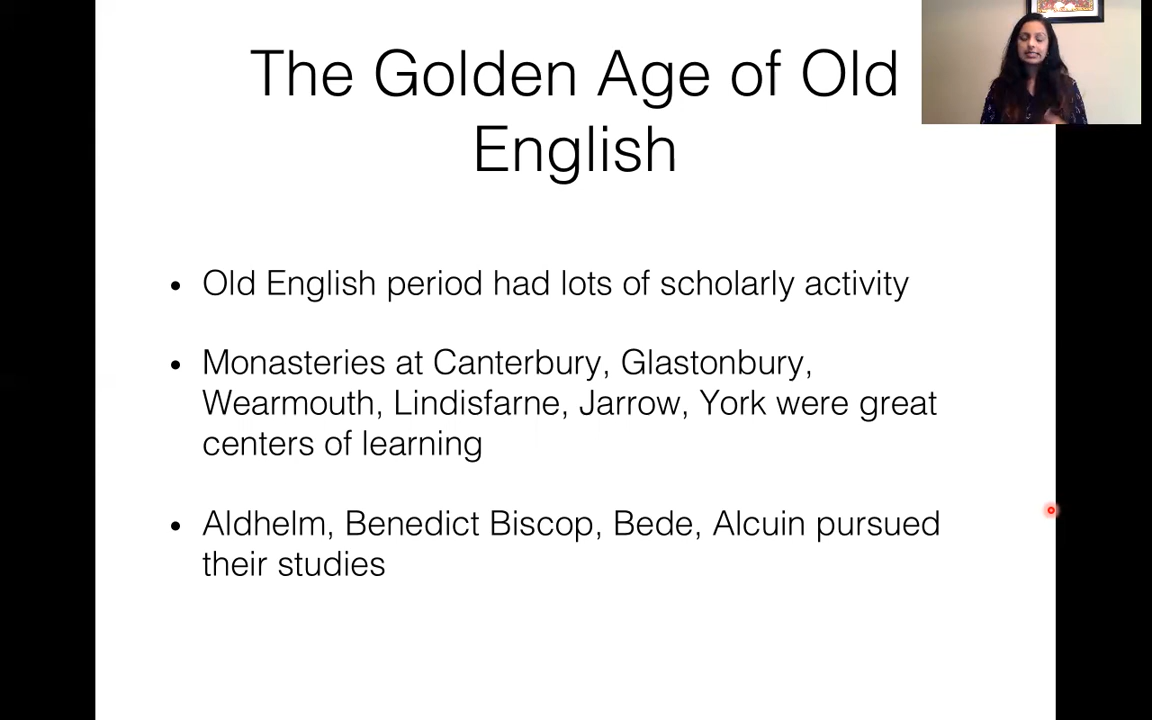 The Golden Age of Old
English
• Old English period had lots of scholarly activity
• Monasteries at Canterbury, Glastonbury,
Wearmouth, Lindisfarne, Jarrow, York were great
centers of learning
• Aldhelm, Benedict Biscop, Bede, Alcuin pursued
their studies